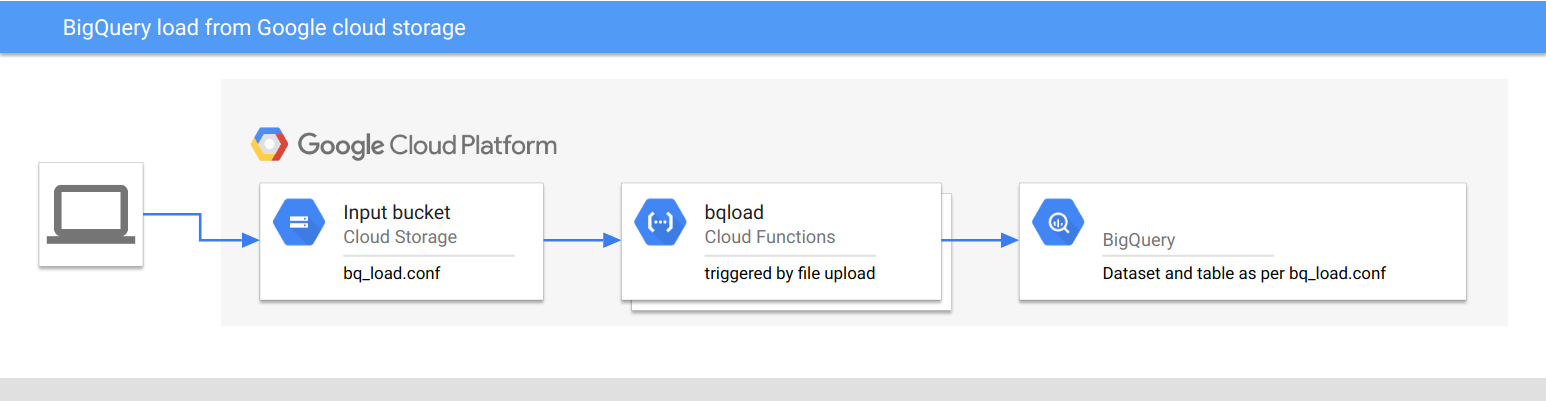 BigQuery load from Google cloud storage
Google Cloud Platform
Input bucket
Cloud Storage
bq_load.conf
bqload
Cloud Functions
triggered by file upload
BigQuery
Dataset and table as per bq_load.conf